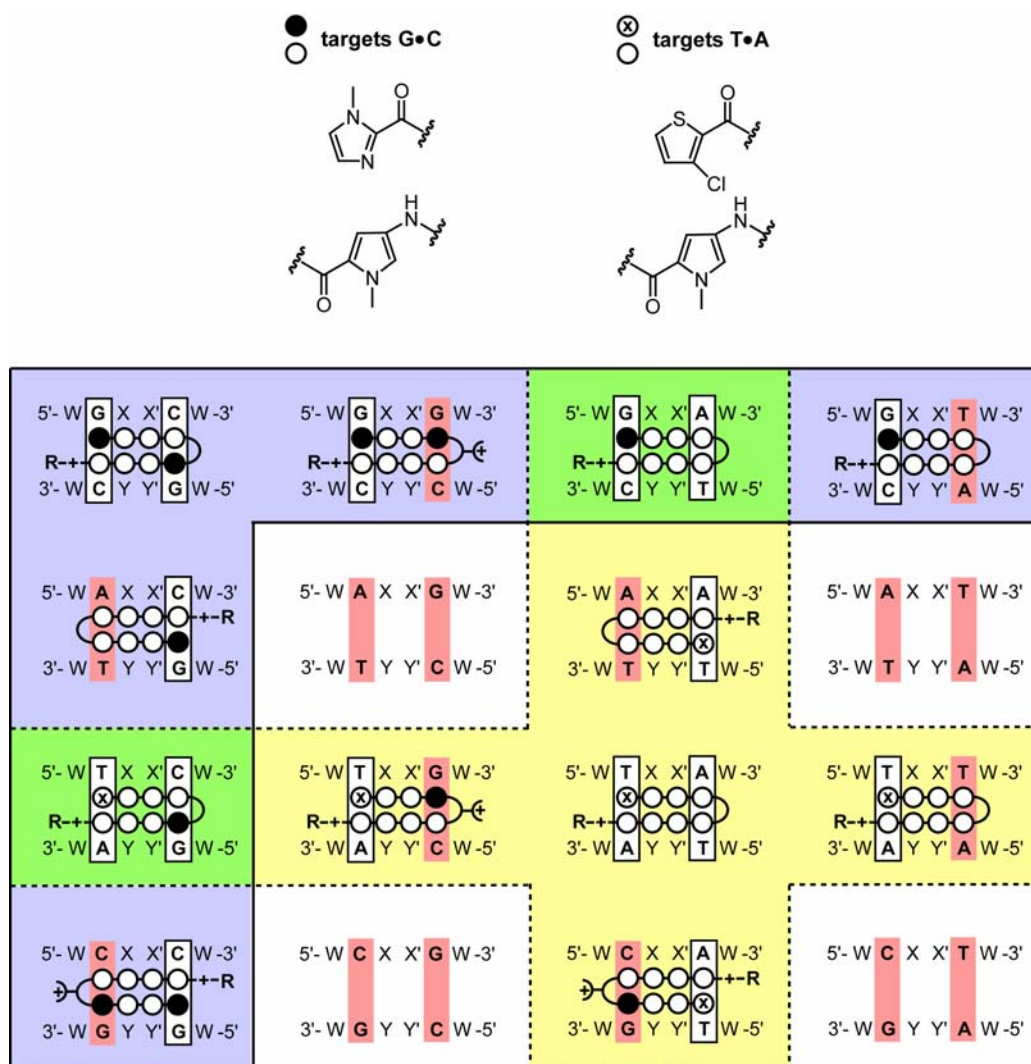 targets G•C
x targets T•A
N O N
S O Cl
H N O N
H N O N
5'- W G X X' C W -3'
R-+-
3'- W C Y Y' G W -5'
5'- W G X X' G W -3'
R-+- +
3'- W C Y Y' C W -5'
5'- W G X X' A W -3'
R-+-
3'- W C Y Y' T W -5'
5'- W G X X' T W -3'
R-+-
3'- W C Y Y' A W -5'
5'- W A X X' C W -3'
-+-R
3'- W T Y Y' G W -5'
5'- W A X X' G W -3'
3'- W T Y Y' C W -5'
5'- W A X X' A W -3'
-+-R
x
3'- W T Y Y' T W -5'
5'- W A X X' T W -3'
3'- W T Y Y' A W -5'
5'- W T X X' C W -3'
x
R-+-
3'- W A Y Y' G W -5'
5'- W T X X' G W -3'
x
R-+- +
3'- W A Y Y' C W -5'
5'- W T X X' A W -3'
x
R-+-
3'- W A Y Y' T W -5'
5'- W T X X' T W -3'
x
R-+-
3'- W A Y Y' A W -5'
5'- W C X X' C W -3'
+ -+-R
3'- W G Y Y' G W -5'
5'- W C X X' G W -3'
3'- W G Y Y' C W -5'
5'- W C X X' A W -3'
+ -+-R
x
3'- W G Y Y' T W -5'
5'- W C X X' T W -3'
3'- W G Y Y' A W -5'